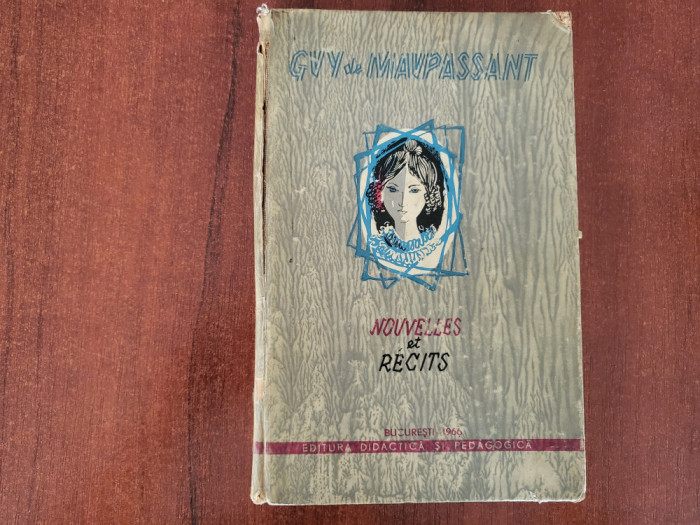 GUY de MAUPASSANT
NOUVELLES
et
RÉCITS
BUCUREȘTI 1966
EDITURA DIDACTICĂ ȘI PEDAGOGICĂ